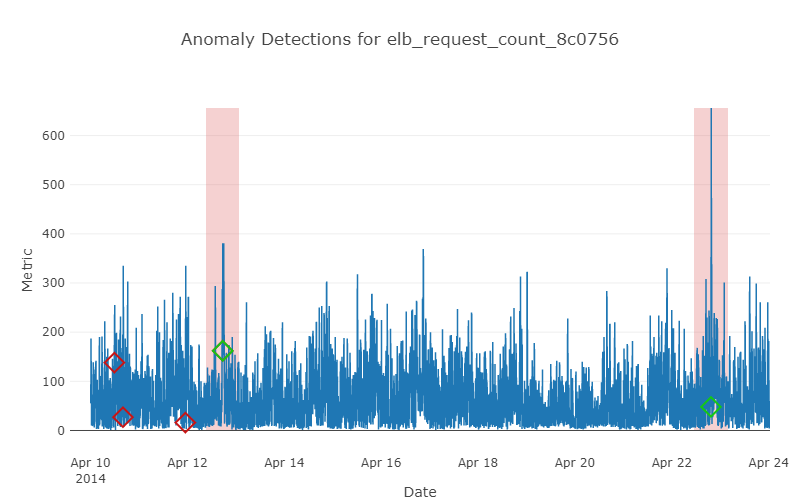 Anomaly Detections for elb_request_count_8c0756
Metric
600
500
400
300
200
100
0
Apr 10 Apr 12 Apr 14 Apr 16 Apr 18 Apr 20 Apr 22 Apr 24
2014
Date